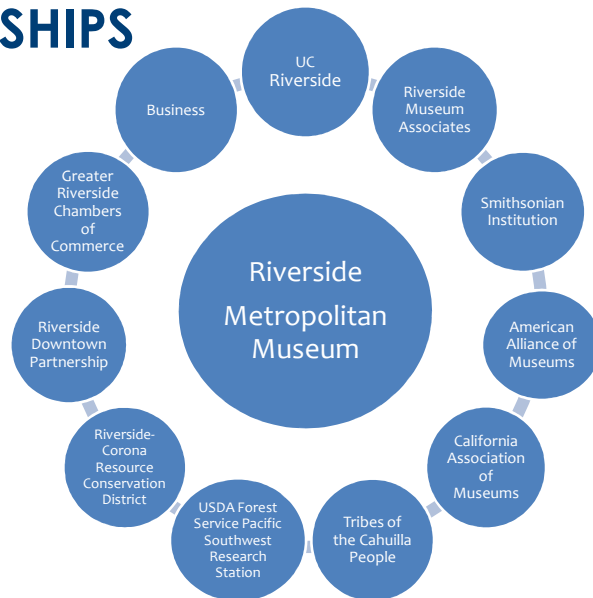 SHIPS
UC
Riverside
Riverside
Museum
Associates
Smithsonian
Institution
American
Alliance of
Museums
California
Association
of
Museums
Tribes of
the Cahuilla
People
USDA Forest
Service Pacific
Southwest
Research
Station
Riverside-
Corona
Resource
Conservation
District
Riverside
Downtown
Partnership
Greater
Riverside
Chambers
of
Commerce
Business
Riverside
Metropolitan
Museum